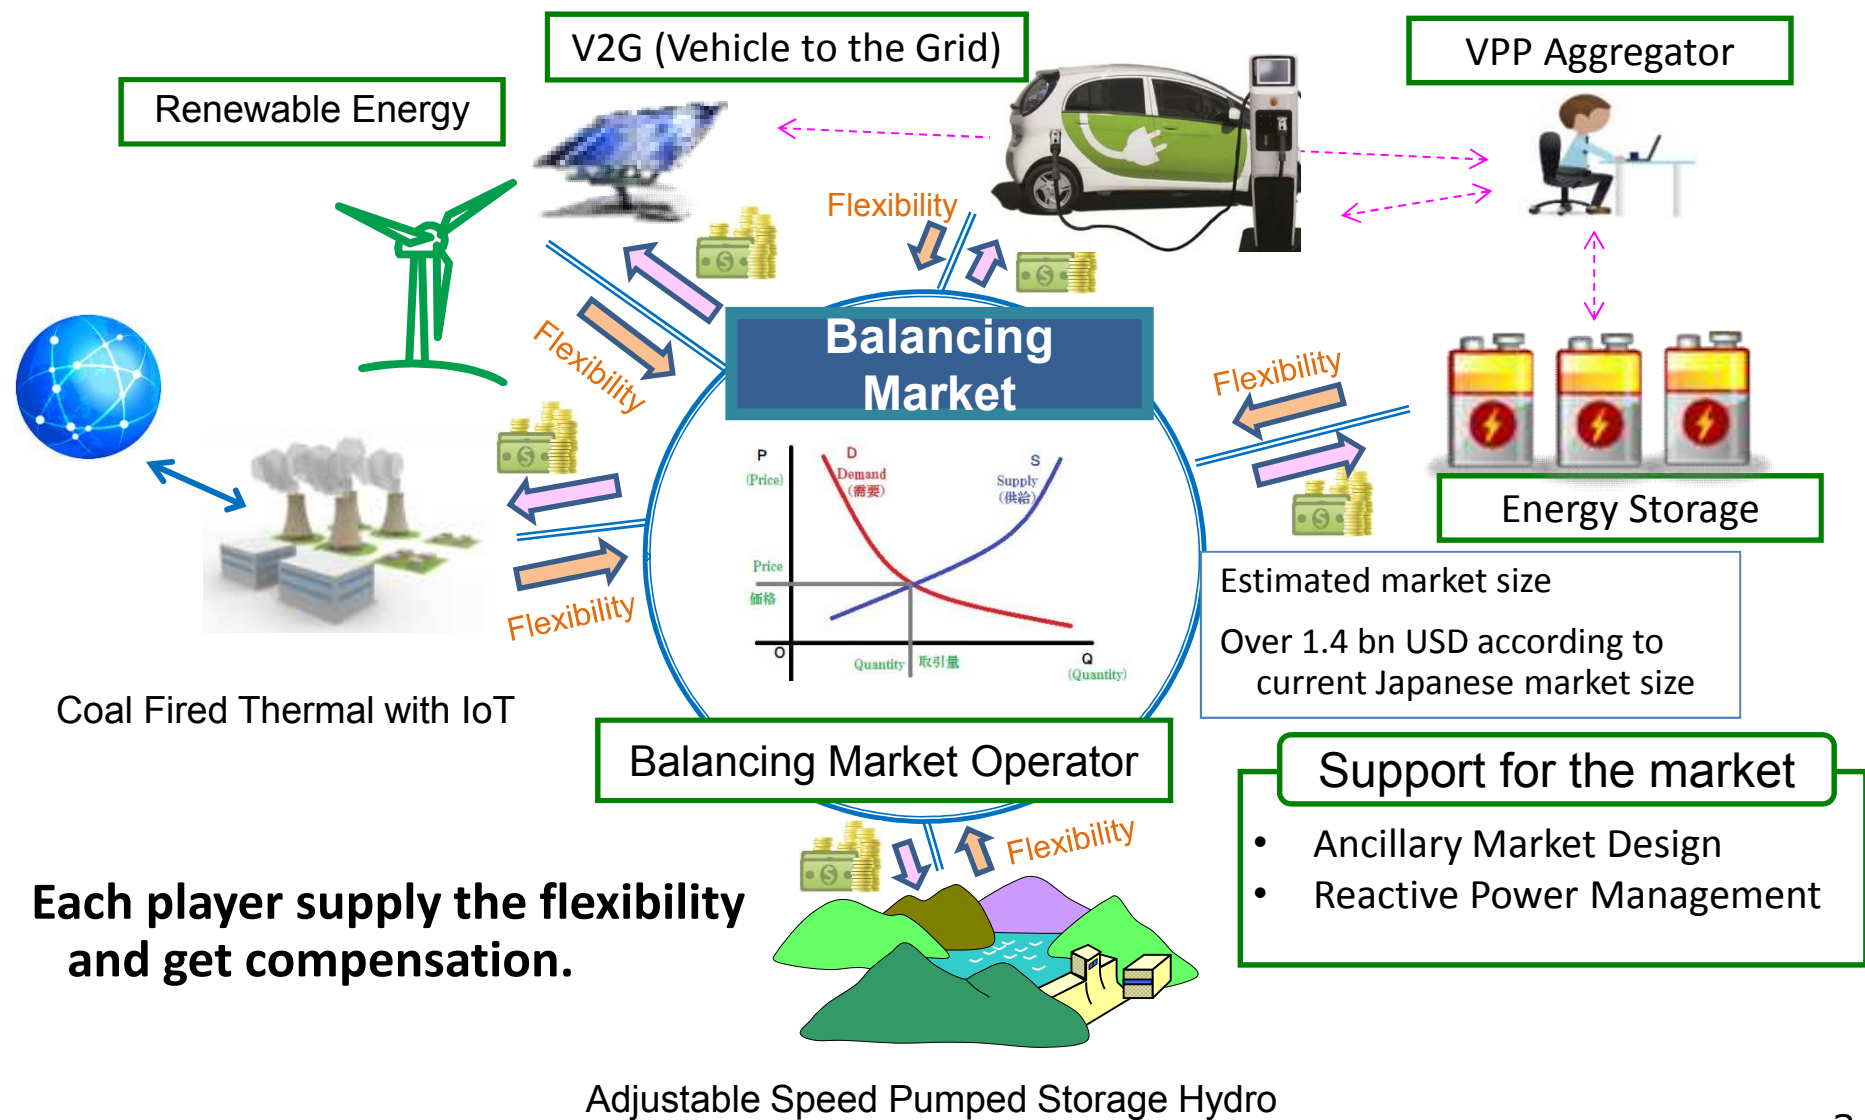 V2G (Vehicle to the Grid)
VPP Aggregator
Renewable Energy
Flexibility
Flexibility
Balancing
Market
Flexibility
P
(Price)
D
Demand
(需要)
S
Supply
(供給)
Price
価格
O
Quantity
取引量
Q
(Quantity)
Energy Storage
Flexibility
Estimated market size
Over 1.4 bn USD according to
current Japanese market size
Coal Fired Thermal with IoT
Balancing Market Operator
Support for the market
• Ancillary Market Design
• Reactive Power Management
Flexibility
Each player supply the flexibility
and get compensation.
Adjustable Speed Pumped Storage Hydro